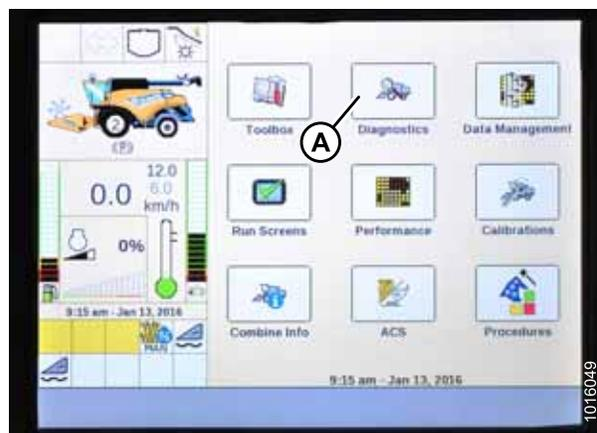 2
(P)
12.0
6.0
0.0
km/h
0%
9:15 am - Jan 13, 2016
MAN
Toolbox
Diagnostics
Data Management
A
Run Screens
Performance
Calibrations
Combine Info
ACS
Procedures
9:15 am - Jan 13, 2016
1016049